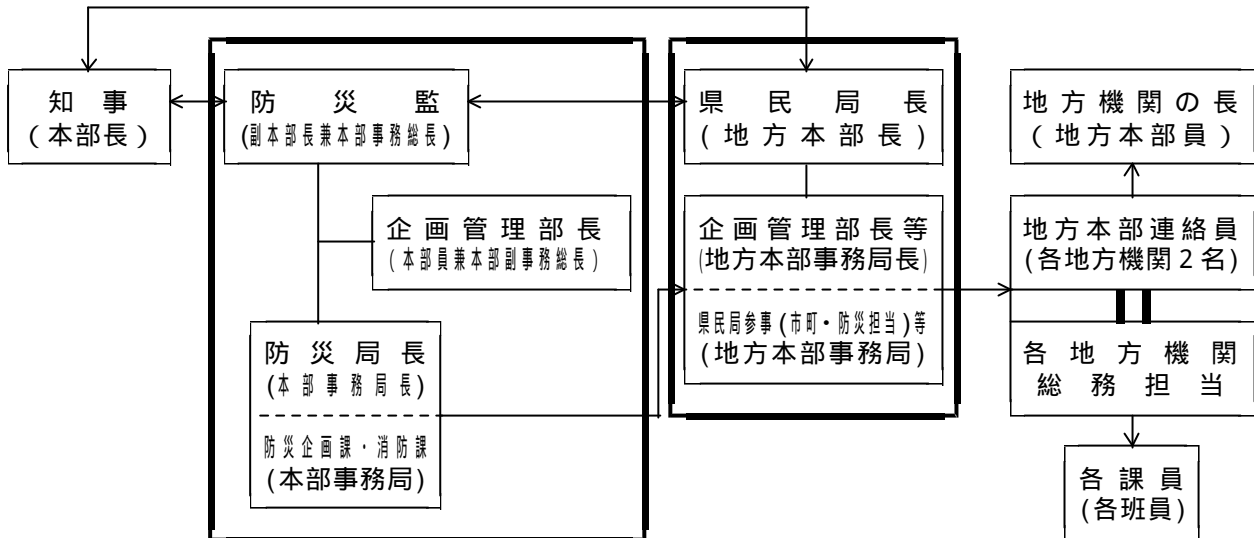 知事
（本部長）
防災監
(副本部長兼本部事務総長)
企画管理部長
(本部員兼本部副事務総長)
防災局長
(本部事務局長)
防災企画課・消防課
(本部事務局)
県民局長
(地方本部長)
企画管理部長等
(地方本部事務局長)
県民局参事(市町・防災担当)等
(地方本部事務局)
地方機関の長
(地方本部員)
地方本部連絡員
(各地方機関２名)
各地方機関
総務担当
各課員
(各班員)